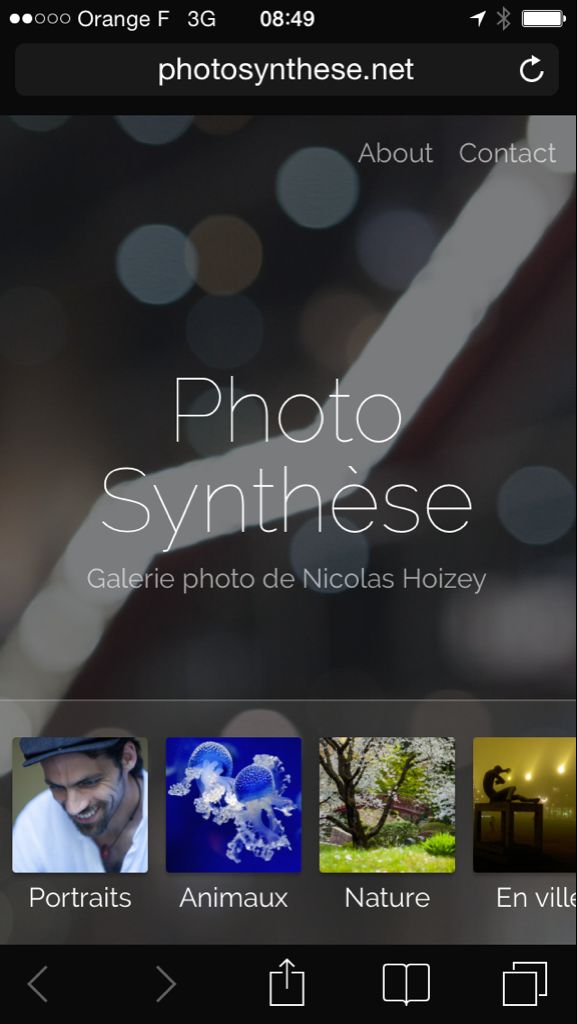 Orange F 3G 08:49
photosynthese.net
About Contact
Photo
Synthèse
Galerie photo de Nicolas Hoizey
Portraits Animaux Nature En ville